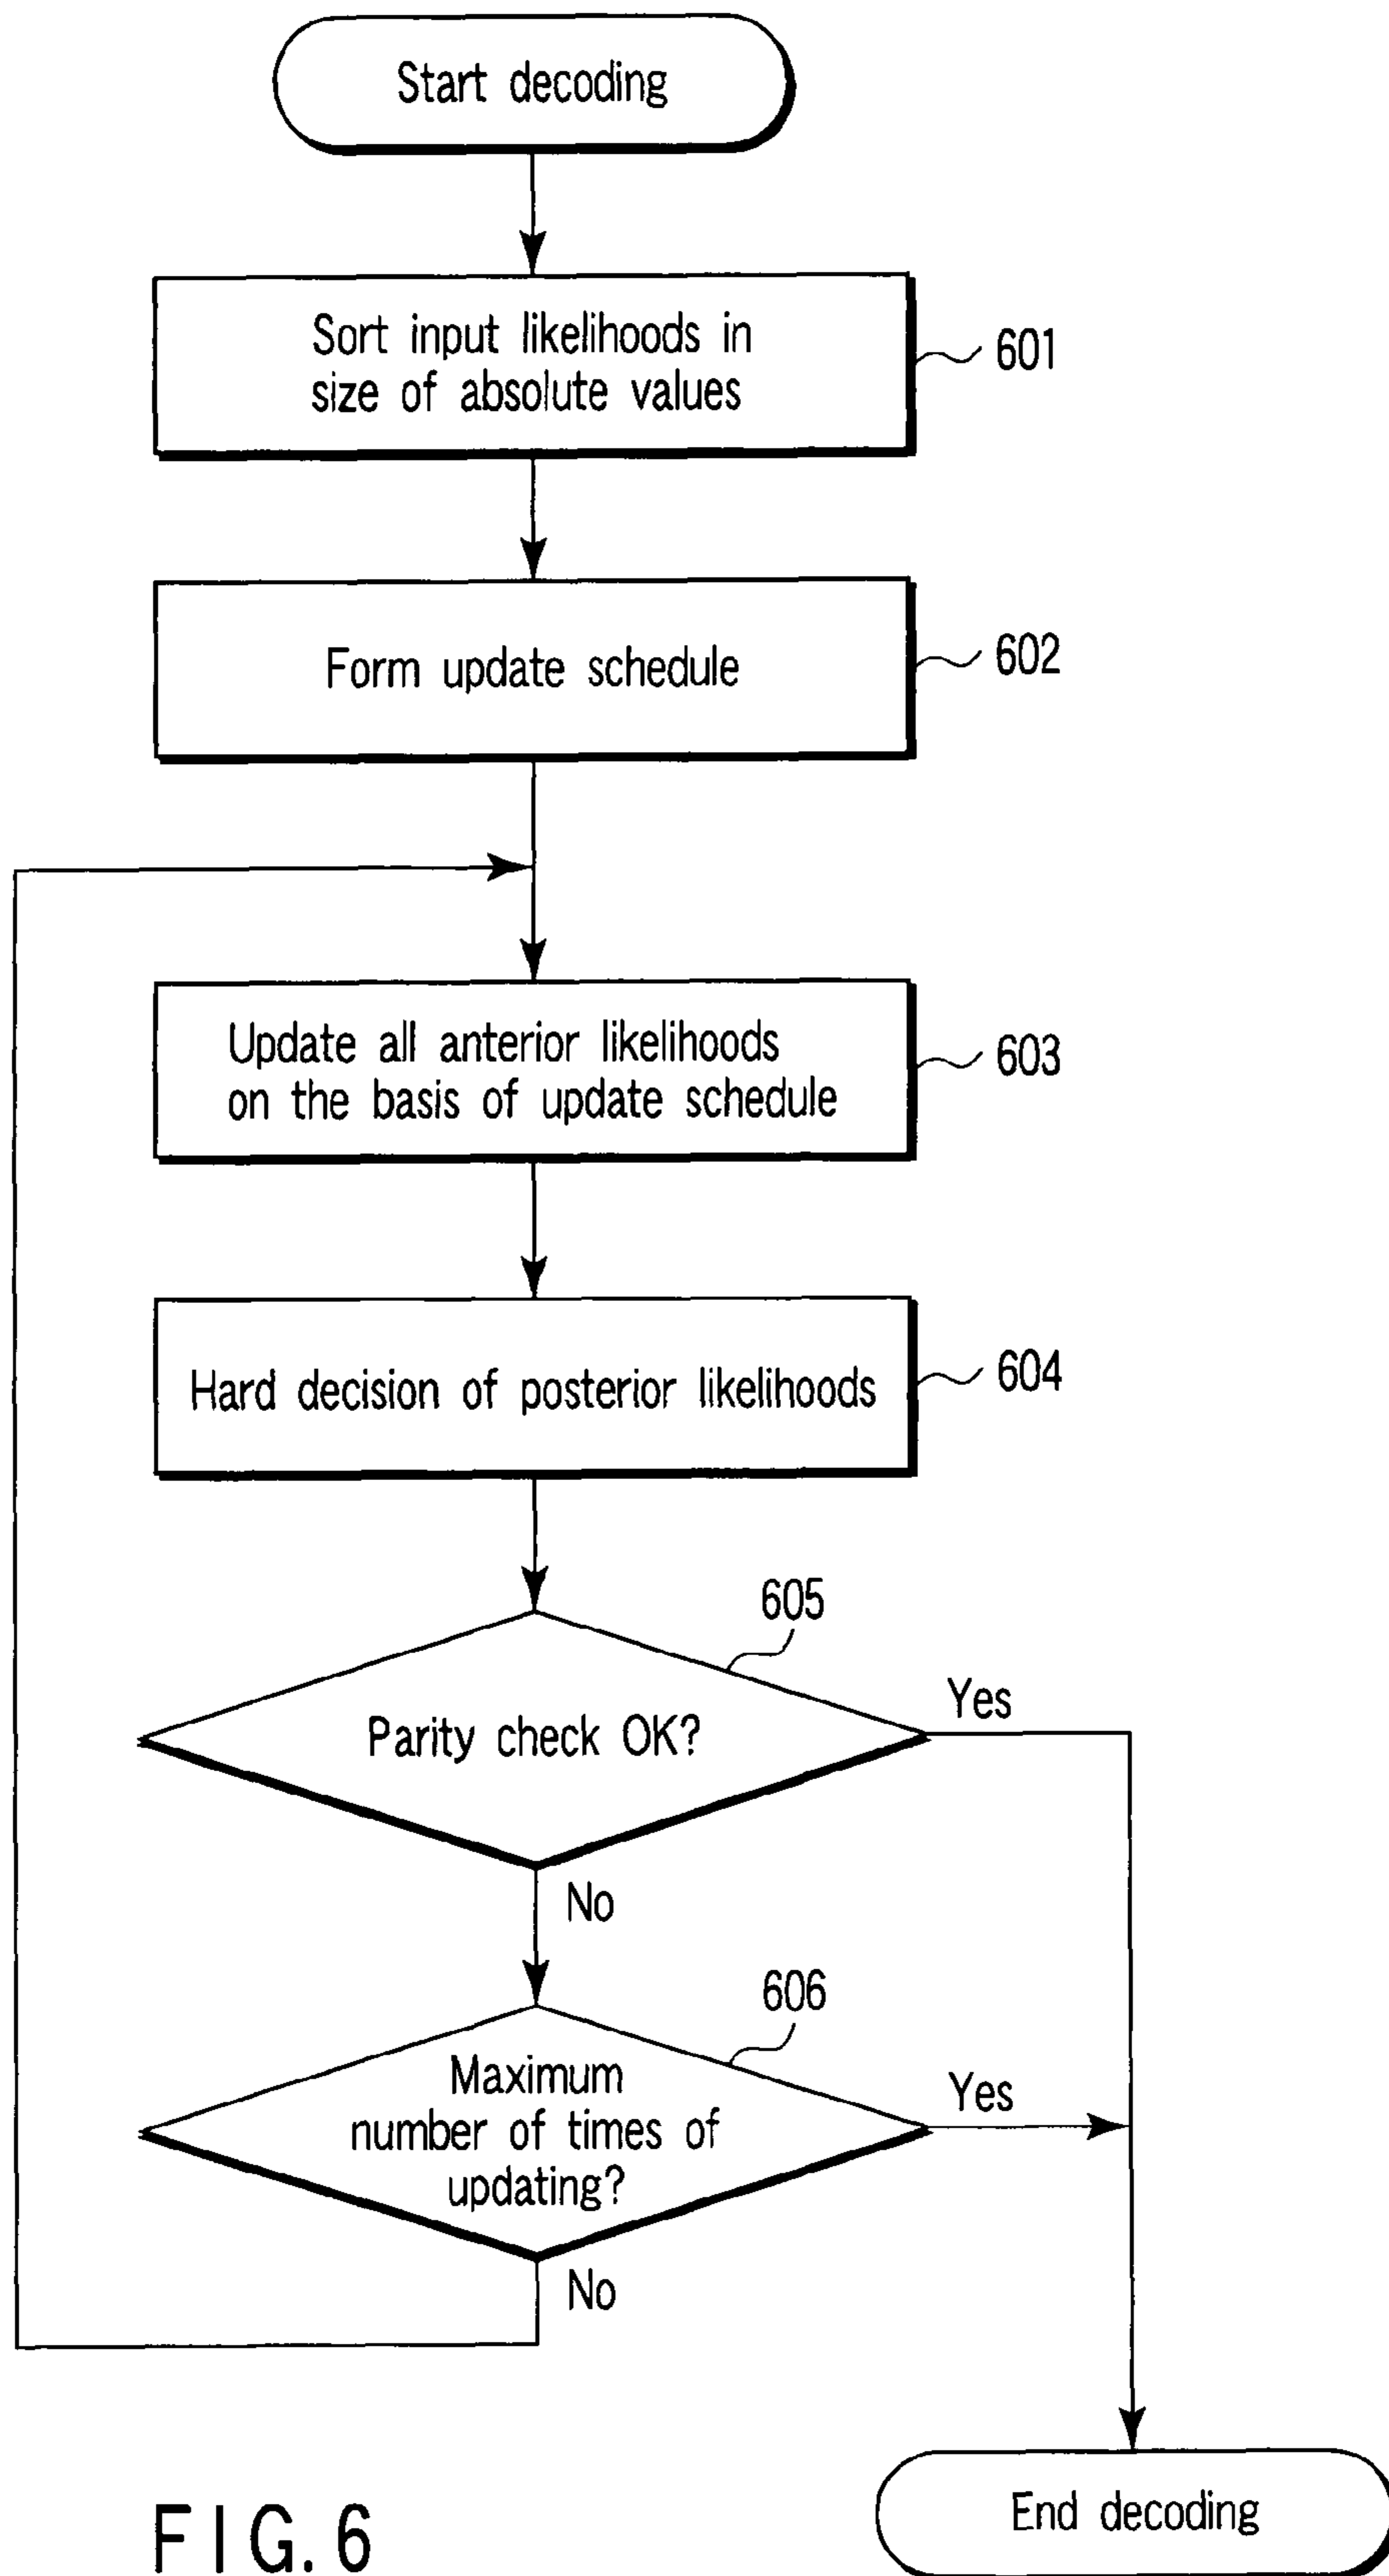 Start decoding
Sort input likelihoods in
size of absolute values
601
Form update schedule
602
Update all anterior likelihoods
on the basis of update schedule
603
Hard decision of posterior likelihoods
604
605
Parity check OK?
Yes
No
606
Maximum
number of times of
updating?
Yes
No
End decoding
FIG. 6